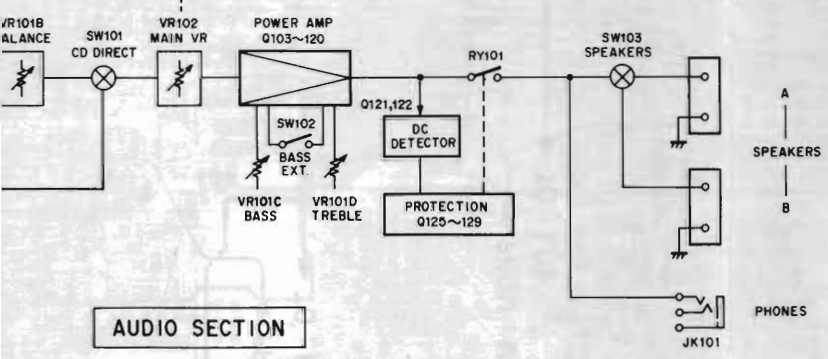 VR101B
ALANCE
SW101
CD DIRECT
VR102
MAIN VR
POWER AMP
Q103~120
SW102
BASS
EXT.
VR101C
BASS
VR101D
TREBLE
Q121,122
DC
DETECTOR
PROTECTION
Q125~129
RY101
SW103
SPEAKERS
A
SPEAKERS
B
PHONES
JK101
AUDIO SECTION